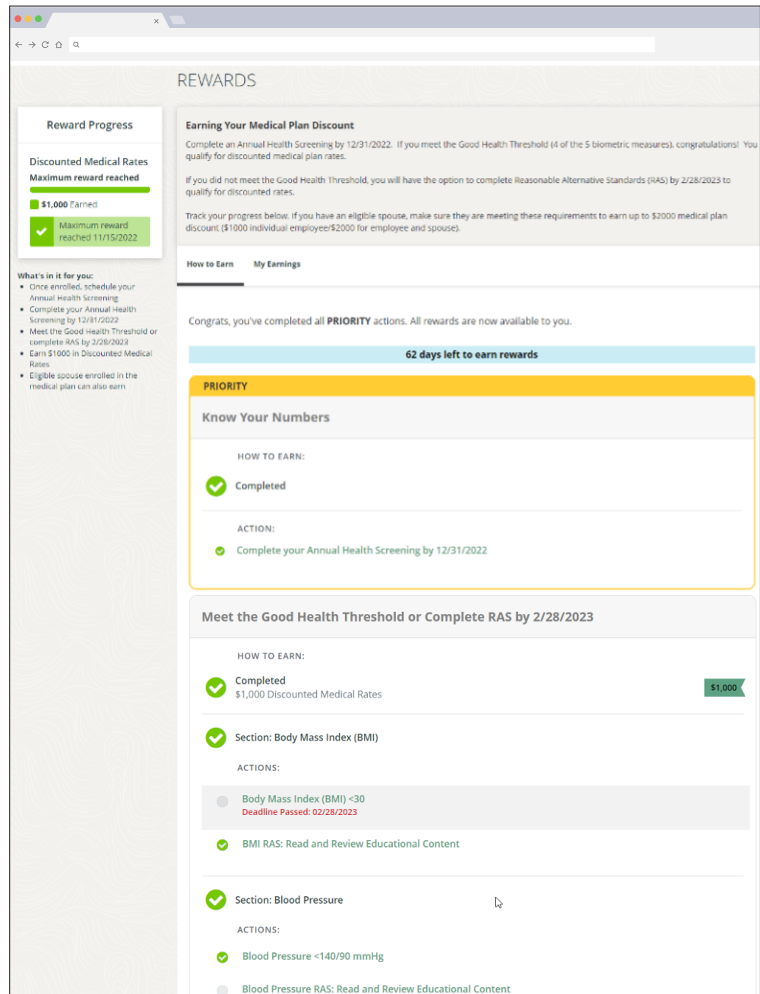 REWARDS
Reward Progress
Discounted Medical Rates
Maximum reward reached
$1,000 Earned
Maximum reward
reached 11/15/2022
What's in it for you:
Once enrolled, schedule your
Annual Health Screening
Complete your Annual Health
Screening by 12/31/2022
Meet the Good Health Threshold or
complete RAS by 2/28/2023
Earn $1000 in Discounted Medical
Rates
Eligible spouse enrolled in the
medical plan can also earn
Earning Your Medical Plan Discount
Complete an Annual Health Screening by 12/31/2022. If you meet the Good Health Threshold (4 of the 5 biometric measures), congratulations! You
qualify for discounted medical plan rates.
If you did not meet the Good Health Threshold, you will have the option to complete Reasonable Alternative Standards (RAS) by 2/28/2023 to
qualify for discounted rates.
Track your progress below. If you have an eligible spouse, make sure they are meeting these requirements to earn up to $2000 medical plan
discount ($1000 individual employee/$2000 for employee and spouse).
How to Earn My Earnings
Congrats, you've completed all PRIORITY actions. All rewards are now available to you.
62 days left to earn rewards
PRIORITY
Know Your Numbers
HOW TO EARN:
Completed
ACTION:
Complete your Annual Health Screening by 12/31/2022
Meet the Good Health Threshold or Complete RAS by 2/28/2023
HOW TO EARN:
Completed
$1,000 Discounted Medical Rates
$1,000
Section: Body Mass Index (BMI)
ACTIONS:
Body Mass Index (BMI) <30
Deadline Passed: 02/28/2023
BMI RAS: Read and Review Educational Content
Section: Blood Pressure
ACTIONS:
Blood Pressure <140/90 mmHg
Blood Pressure RAS: Read and Review Educational Content